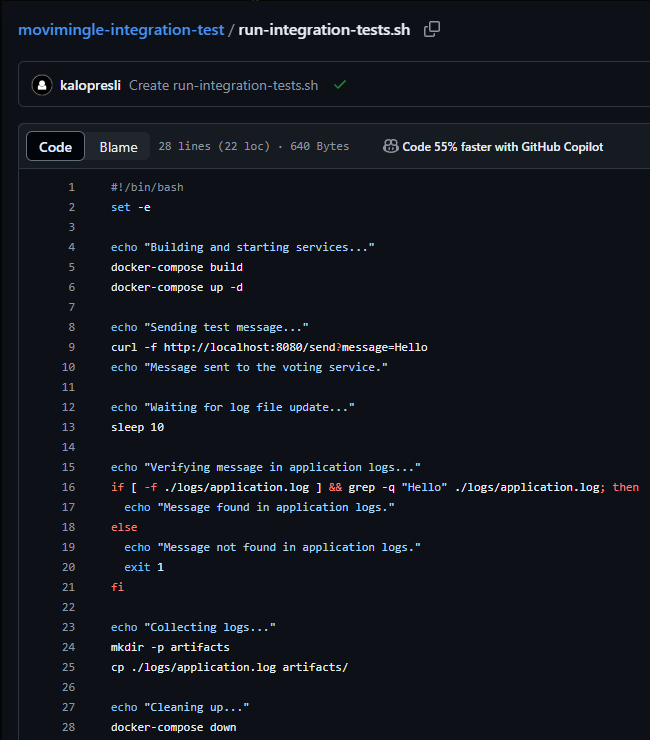 movimingle-integration-test / run-integration-tests.sh
kalopresli Create run-integration-tests.sh
Code Blame 28 lines (22 loc) · 640 Bytes Code 55% faster with GitHub Copilot
1 #!/bin/bash
2 set -e
3
4 echo "Building and starting services..."
5 docker-compose build
6 docker-compose up -d
7
8 echo "Sending test message..."
9 curl -f http://localhost:8080/send?message=Hello
10 echo "Message sent to the voting service."
11
12 echo "Waiting for log file update..."
13 sleep 10
14
15 echo "Verifying message in application logs..."
16 if [ -f ./logs/application.log ] && grep -q "Hello" ./logs/application.log; then
17   echo "Message found in application logs."
18 else
19   echo "Message not found in application logs."
20   exit 1
21 fi
22
23 echo "Collecting logs..."
24 mkdir -p artifacts
25 cp ./logs/application.log artifacts/
26
27 echo "Cleaning up..."
28 docker-compose down